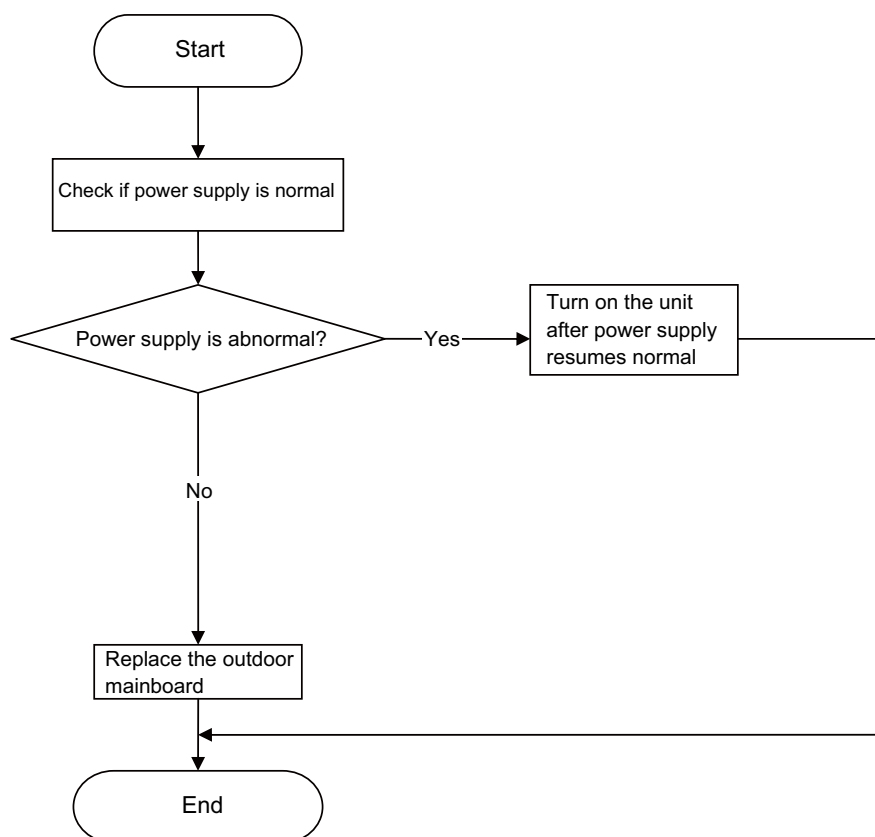 Start
Check if power supply is normal
Power supply is abnormal?
Yes
Turn on the unit
after power supply
resumes normal
No
Replace the outdoor
mainboard
End